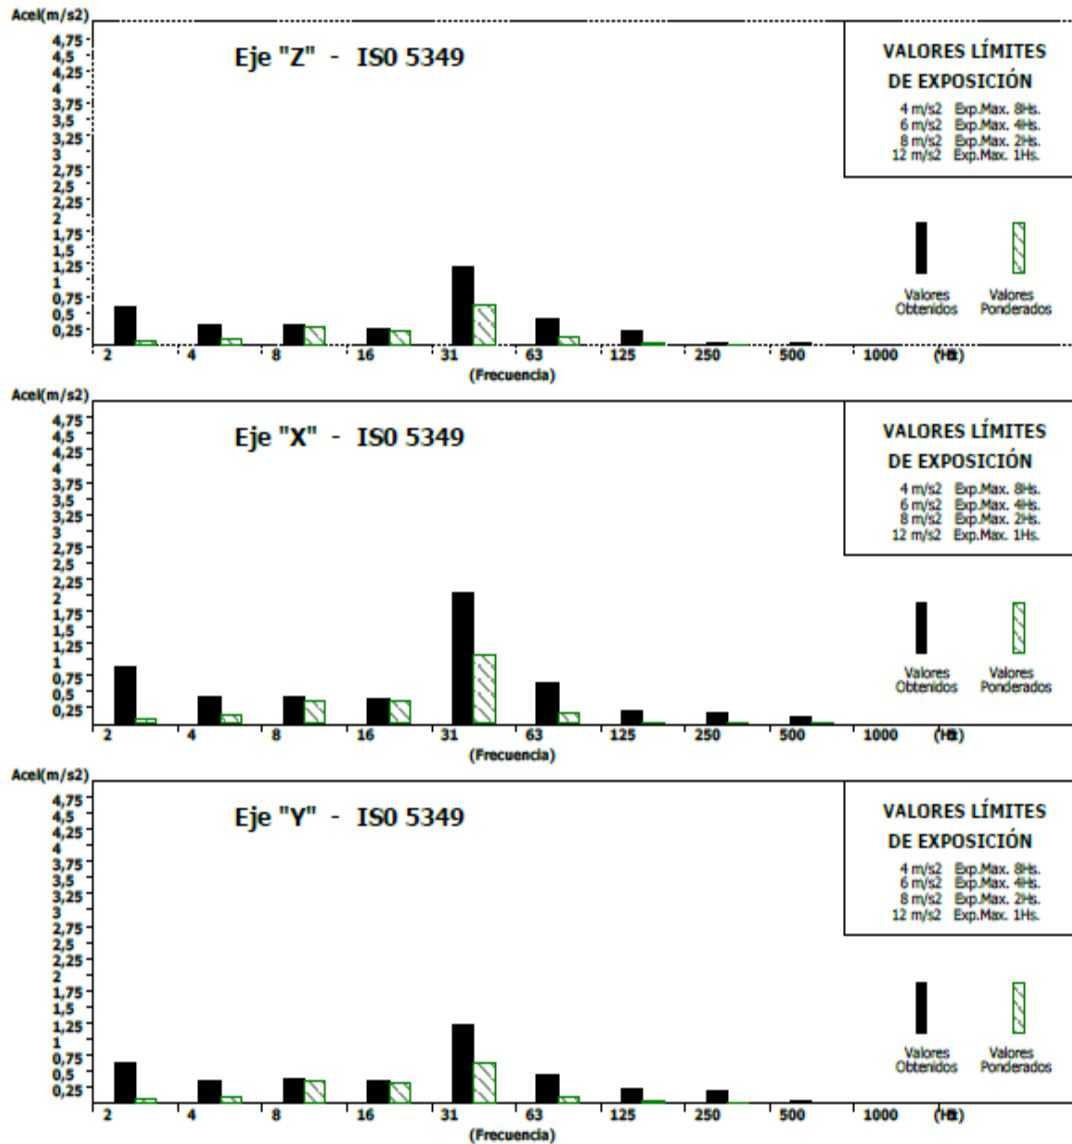 Acel(m/s2)
Eje "Z" - ISO 5349
4,75
4,5
4,25
4
3,75
3,5
3,25
3
2,75
2,5
2,25
2
1,75
1,5
1,25
1
0,75
0,5
0,25
VALORES LÍMITES
DE EXPOSICIÓN
4 m/s2 Exp.Max. 8Hs.
6 m/s2 Exp.Max. 4Hs.
8 m/s2 Exp.Max. 2Hs.
12 m/s2 Exp.Max. 1Hs.
Valores
Obtenidos
Valores
Ponderados
2 4 8 16 31 63 125 250 500 1000
(Frecuencia)
Acel(m/s2)
Eje "X" - ISO 5349
4,75
4,5
4,25
4
3,75
3,5
3,25
3
2,75
2,5
2,25
2
1,75
1,5
1,25
1
0,75
0,5
0,25
VALORES LÍMITES
DE EXPOSICIÓN
4 m/s2 Exp.Max. 8Hs.
6 m/s2 Exp.Max. 4Hs.
8 m/s2 Exp.Max. 2Hs.
12 m/s2 Exp.Max. 1Hs.
Valores
Obtenidos
Valores
Ponderados
2 4 8 16 31 63 125 250 500 1000
(Frecuencia)
Acel(m/s2)
Eje "Y" - ISO 5349
4,75
4,5
4,25
4
3,75
3,5
3,25
3
2,75
2,5
2,25
2
1,75
1,5
1,25
1
0,75
0,5
0,25
VALORES LÍMITES
DE EXPOSICIÓN
4 m/s2 Exp.Max. 8Hs.
6 m/s2 Exp.Max. 4Hs.
8 m/s2 Exp.Max. 2Hs.
12 m/s2 Exp.Max. 1Hs.
Valores
Obtenidos
Valores
Ponderados
2 4 8 16 31 63 125 250 500 1000
(Frecuencia)